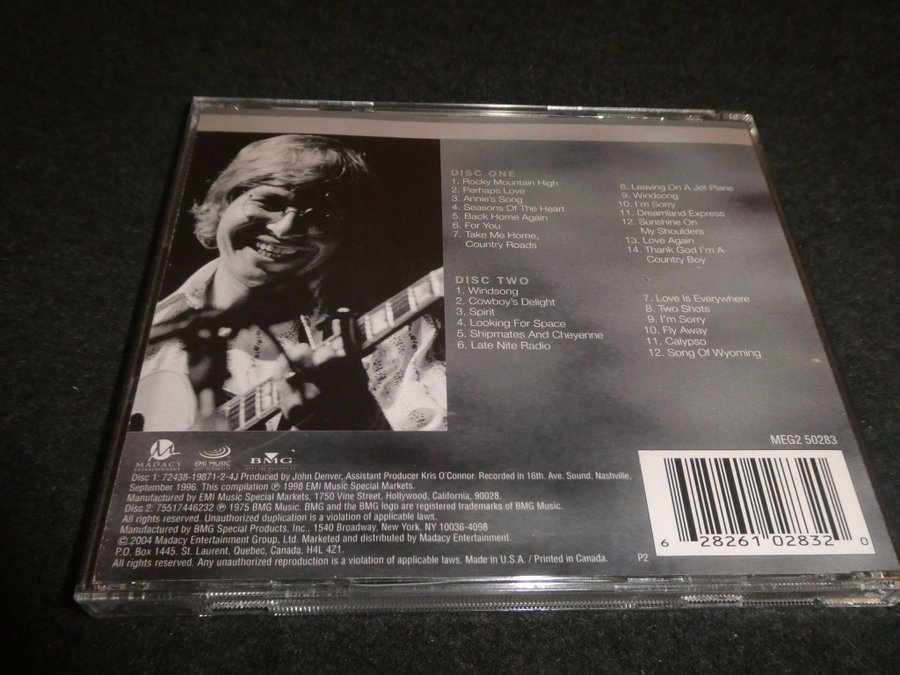 DISC ONE
1. Rocky Mountain High
2. Perhaps Love
3. Annie's Song
4. Seasons Of The Heart
5. Back Home Again
6. For You
7. Take Me Home,
Country Roads
8. Leaving On A Jet Plane
9. Windsong
10. I'm Sorry
11. Dreamland Express
12. Sunshine On
My Shoulders
13. Love Again
14. Thank God I'm A
Country Boy
DISC TWO
1. Windsong
2. Cowboy's Delight
3. Spirit
4. Looking For Space
5. Shipmates And Cheyenne
6. Late Nite Radio
7. Love Is Everywhere
8. Two Shots
9. I'm Sorry
10. Fly Away
11. Calypso
12. Song Of Wyoming
MEG2 50283
MADACY
ENTERTAINMENT
EMI MUSIC
BMG
Disc 1: 72438-19871-2-4J Produced by John Denver, Assistant Producer Kris O'Connor. Recorded in 16th. Ave. Sound. Nashville,
September 1996. This compilation ℗ 1998 EMI Music Special Markets.
Manufactured by EMI Music Special Markets, 1750 Vine Street, Hollywood, California, 90028.
Disc 2: 75517446232 ℗ 1975 BMG Music. BMG and the BMG logo are registered trademarks of BMG Music.
All rights reserved. Unauthorized duplication is a violation of applicable laws.
Manufactured by BMG Special Products, Inc., 1540 Broadway, New York, NY 10036-4098
© 2004 Madacy Entertainment Group, Ltd. Marketed and distributed by Madacy Entertainment.
P.O. Box 1445. St. Laurent, Quebec, Canada. H4L 4Z1.
All rights reserved. Any unauthorized reproduction is a violation of applicable laws. Made in U.S.A. / Printed in Canada.
P2
6 28261 02832 0